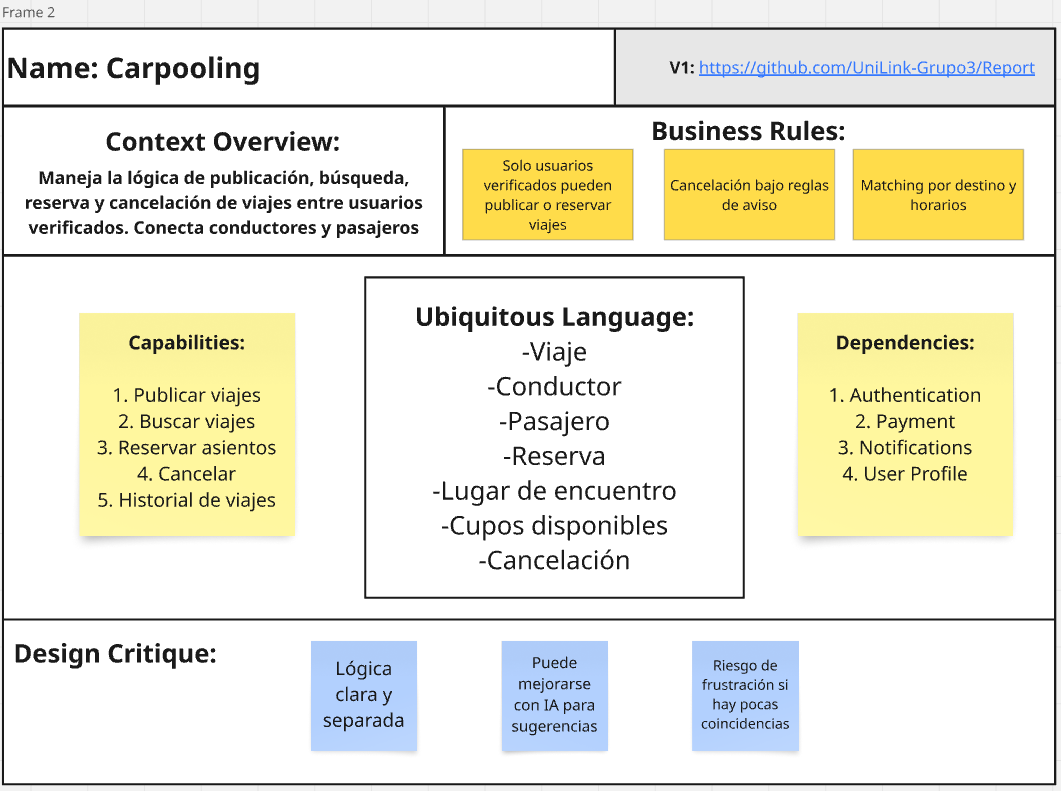 Frame 2
Name: Carpooling
V1: https://github.com/UniLink-Grupo3/Report
Context Overview:
Maneja la lógica de publicación, búsqueda,
reserva y cancelación de viajes entre usuarios
verificados. Conecta conductores y pasajeros
Business Rules:
Solo usuarios
verificados pueden
publicar o reservar
viajes
Cancelación bajo reglas
de aviso
Matching por destino y
horarios
Capabilities:
1. Publicar viajes
2. Buscar viajes
3. Reservar asientos
4. Cancelar
5. Historial de viajes
Ubiquitous Language:
-Viaje
-Conductor
-Pasajero
-Reserva
-Lugar de encuentro
-Cupos disponibles
-Cancelación
Dependencies:
1. Authentication
2. Payment
3. Notifications
4. User Profile
Design Critique:
Lógica
clara y
separada
Puede
mejorarse
con IA para
sugerencias
Riesgo de
frustración si
hay pocas
coincidencias